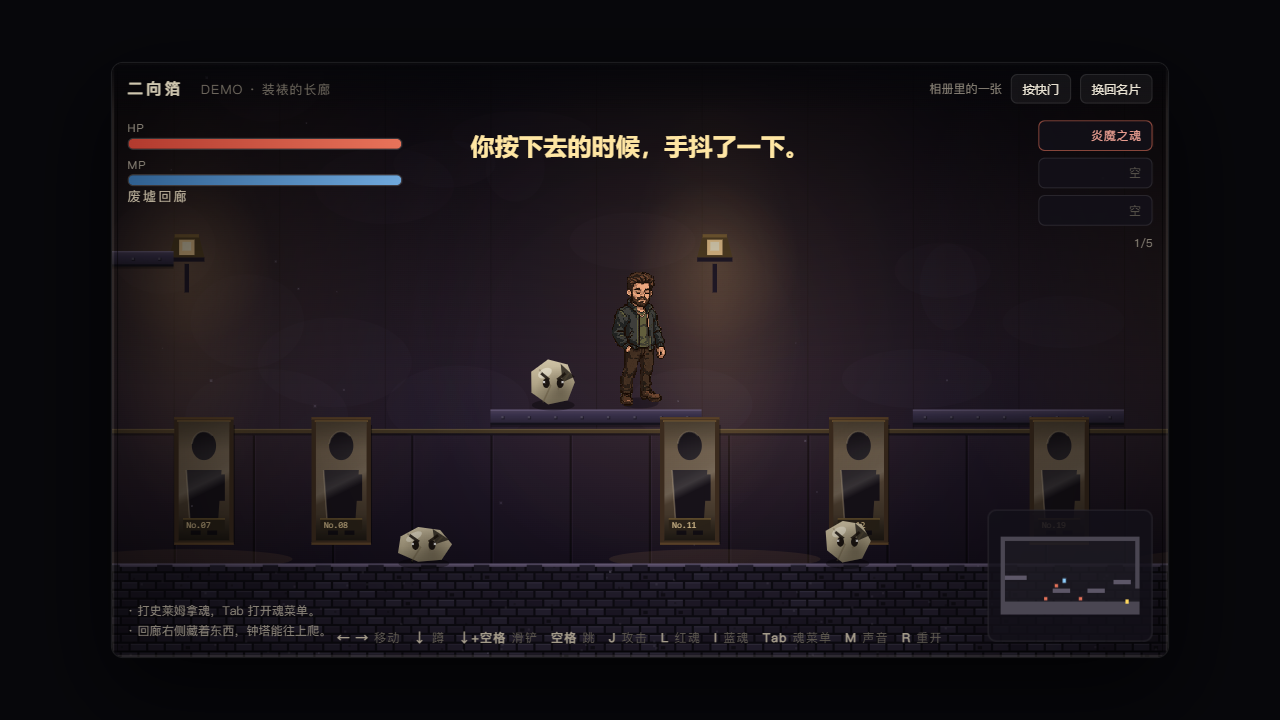 二向箔 DEMO · 装裱的长廊
相册里的一张 按快门 换回名片
HP
MP
废墟回廊
你按下去的时候，手抖了一下。
炎魔之魂
空
空
1/5
No.07
No.08
No.11
· 打史莱姆拿魂，Tab 打开魂菜单。
· 回廊右侧藏着东西，钟塔能往上爬。
← → 移动 ↓ 蹲 ↓+空格 滑铲 空格 跳 J 攻击 L 红魂 I 蓝魂 Tab 魂菜单 M 声音 R 重开